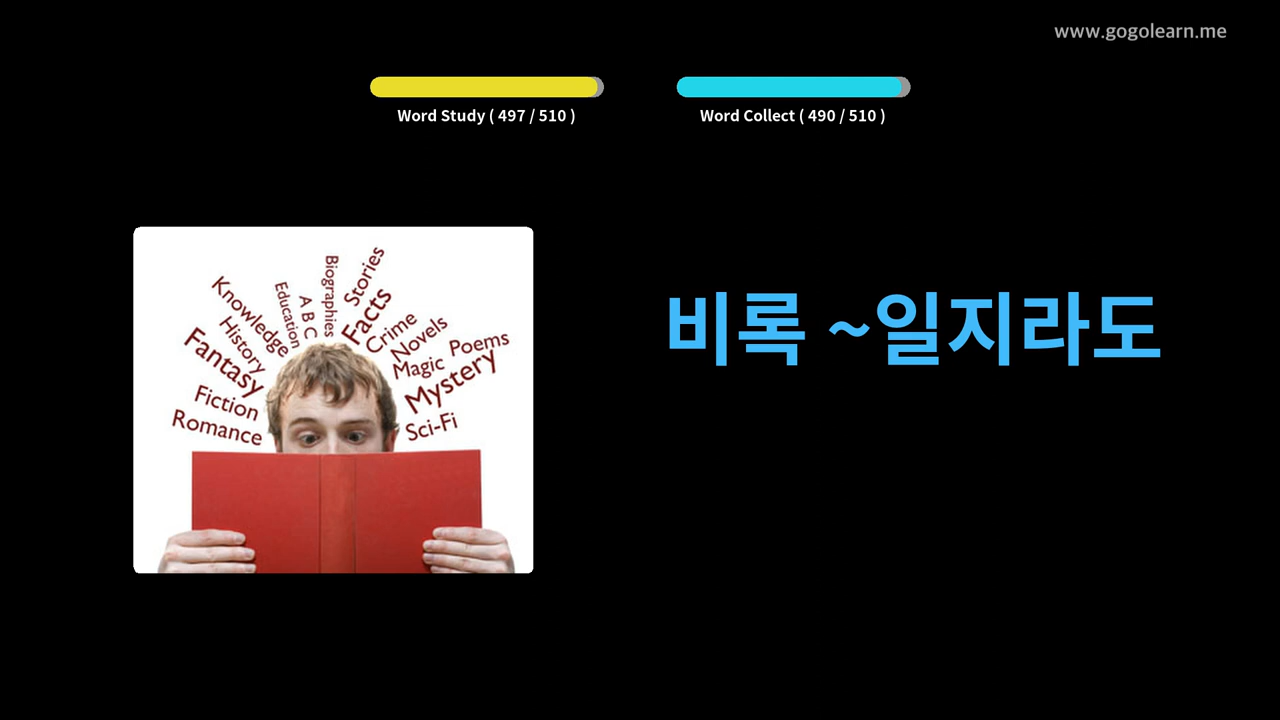 www.gogolearn.me
Word Study ( 497 / 510 )
Word Collect ( 490 / 510 )
비록 ~일지라도
Knowledge
History
Fantasy
Fiction
Romance
Education
A B C
Biographies
Stories
Facts
Crime
Novels
Magic
Poems
Mystery
Sci-Fi